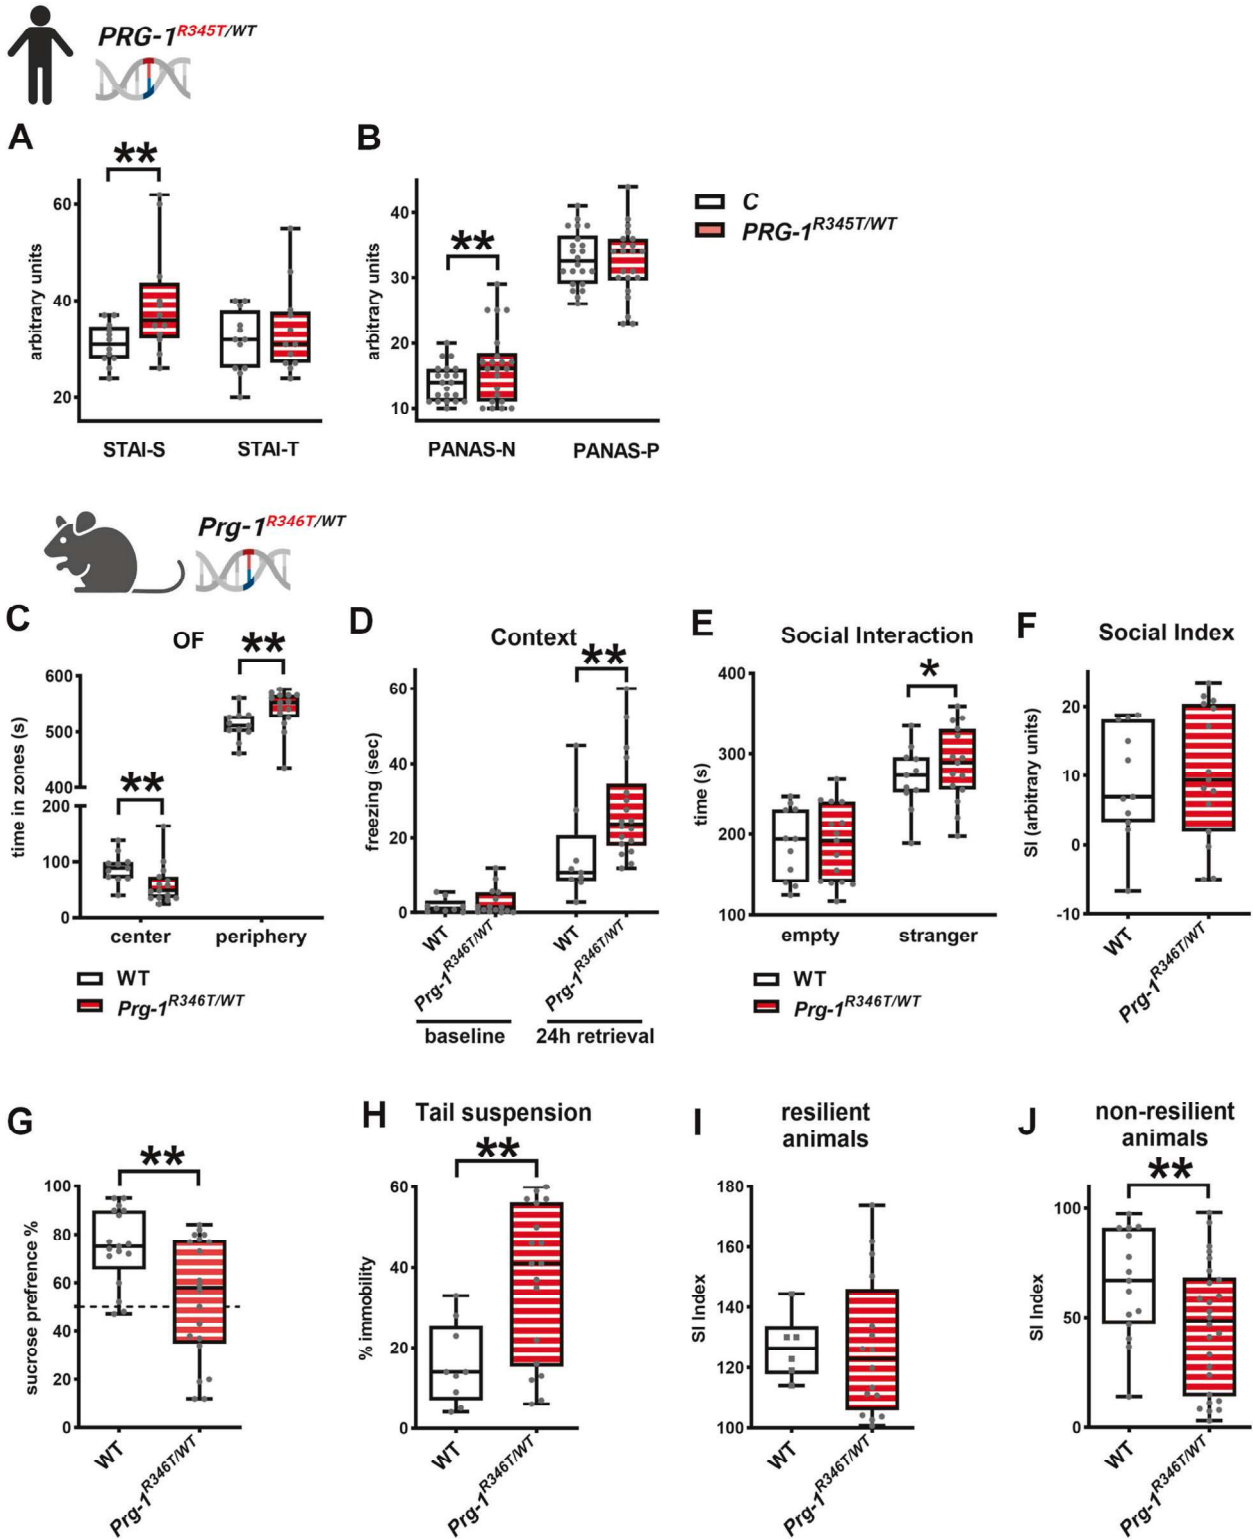 PRG-1R345T/WT
A
B
**
**
arbitrary units
60
40
20
STAI-S
STAI-T
arbitrary units
40
30
20
10
PANAS-N
PANAS-P
C
PRG-1R345T/WT
Prg-1R346T/WT
C
OF
**
**
time in zones (s)
600
500
400
200
100
0
center
periphery
WT
Prg-1R346T/WT
D
Context
**
freezing (sec)
60
40
20
0
WT
Prg-1R346T/WT
WT
Prg-1R346T/WT
baseline
24h retrieval
E
Social Interaction
*
time (s)
400
300
200
100
empty
stranger
WT
Prg-1R346T/WT
F
Social Index
SI (arbitrary units)
20
10
0
-10
WT
Prg-1R346T/WT
G
**
sucrose prefrence %
100
80
60
40
20
0
WT
Prg-1R346T/WT
H
Tail suspension
**
% immobility
60
40
20
0
WT
Prg-1R346T/WT
I
resilient
animals
SI Index
180
160
140
120
100
WT
Prg-1R346T/WT
J
non-resilient
animals
**
SI Index
100
50
0
WT
Prg-1R346T/WT